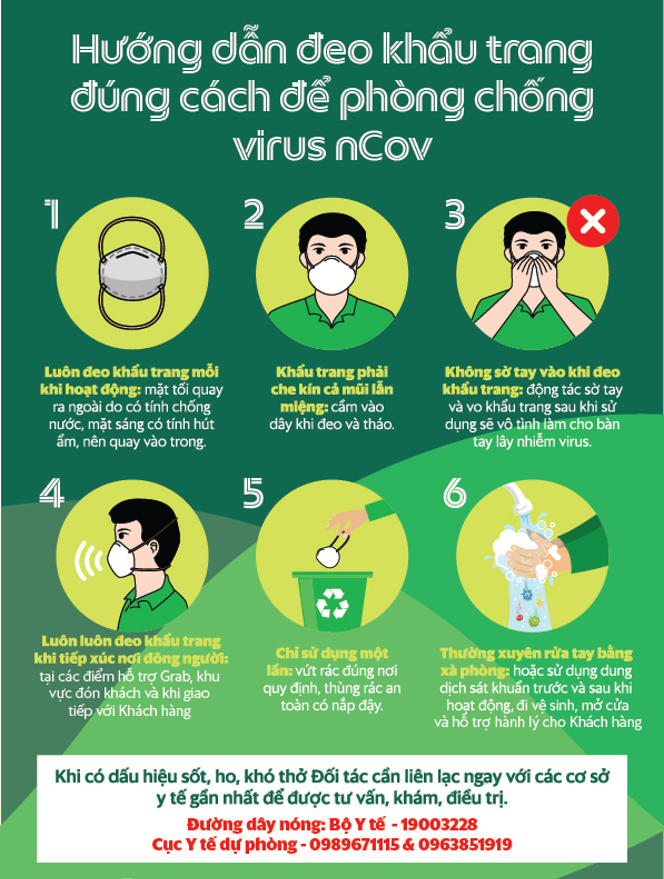 Hướng dẫn đeo khẩu trang
đúng cách để phòng chống
virus nCov
1
Luôn đeo khẩu trang mỗi
khi hoạt động: mặt tối quay
ra ngoài do có tính chống
nước, mặt sáng có tính hút
ẩm, nên quay vào trong.
2
Khẩu trang phải
che kín cả mũi lẫn
miệng: cầm vào
dây khi đeo và tháo.
3
Không sờ tay vào khi đeo
khẩu trang: động tác sờ tay
và vo khẩu trang sau khi sử
dụng sẽ vô tình làm cho bàn
tay lây nhiễm virus.
4
Luôn luôn đeo khẩu trang
khi tiếp xúc nơi đông người:
tại các điểm hỗ trợ Grab, khu
vực đón khách và khi giao
tiếp với Khách hàng
5
Chỉ sử dụng một
lần: vứt rác đúng nơi
quy định, thùng rác an
toàn có nắp đậy.
6
Thường xuyên rửa tay bằng
xà phòng: hoặc sử dụng dung
dịch sát khuẩn trước và sau khi
hoạt động, đi vệ sinh, mở cửa
và hỗ trợ hành lý cho Khách hàng
Khi có dấu hiệu sốt, ho, khó thở Đối tác cần liên lạc ngay với các cơ sở
y tế gần nhất để được tư vấn, khám, điều trị.
Đường dây nóng: Bộ Y tế - 19003228
Cục Y tế dự phòng - 0989671115 & 0963851919